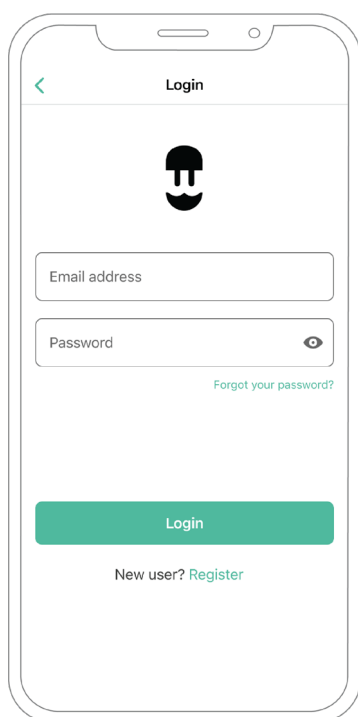 Login
Email address
Password
Forgot your password?
Login
New user? Register